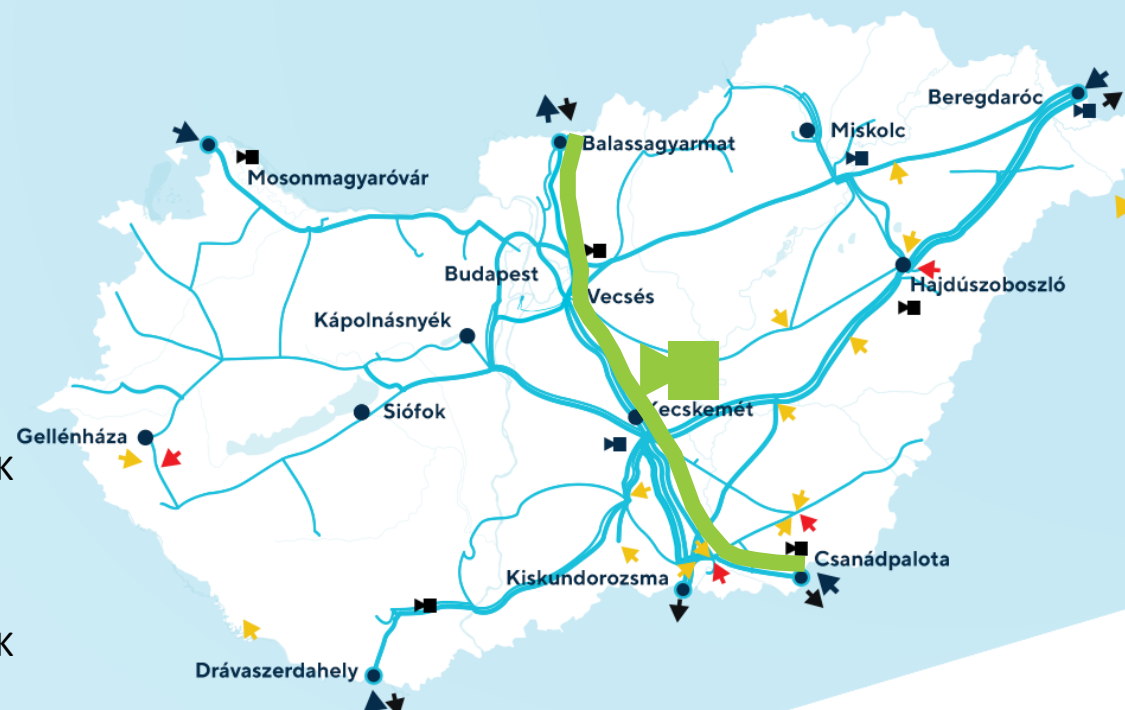 Beregdaróc
Miskolc
Balassagyarmat
Mosonmagyaróvár
Budapest
Hajdúszoboszló
Vecsés
Kápolnásnyék
Siófok
Kecskemét
Gellénháza
K
Csanádpalota
Kiskundorozsma
K
Drávaszerdahely